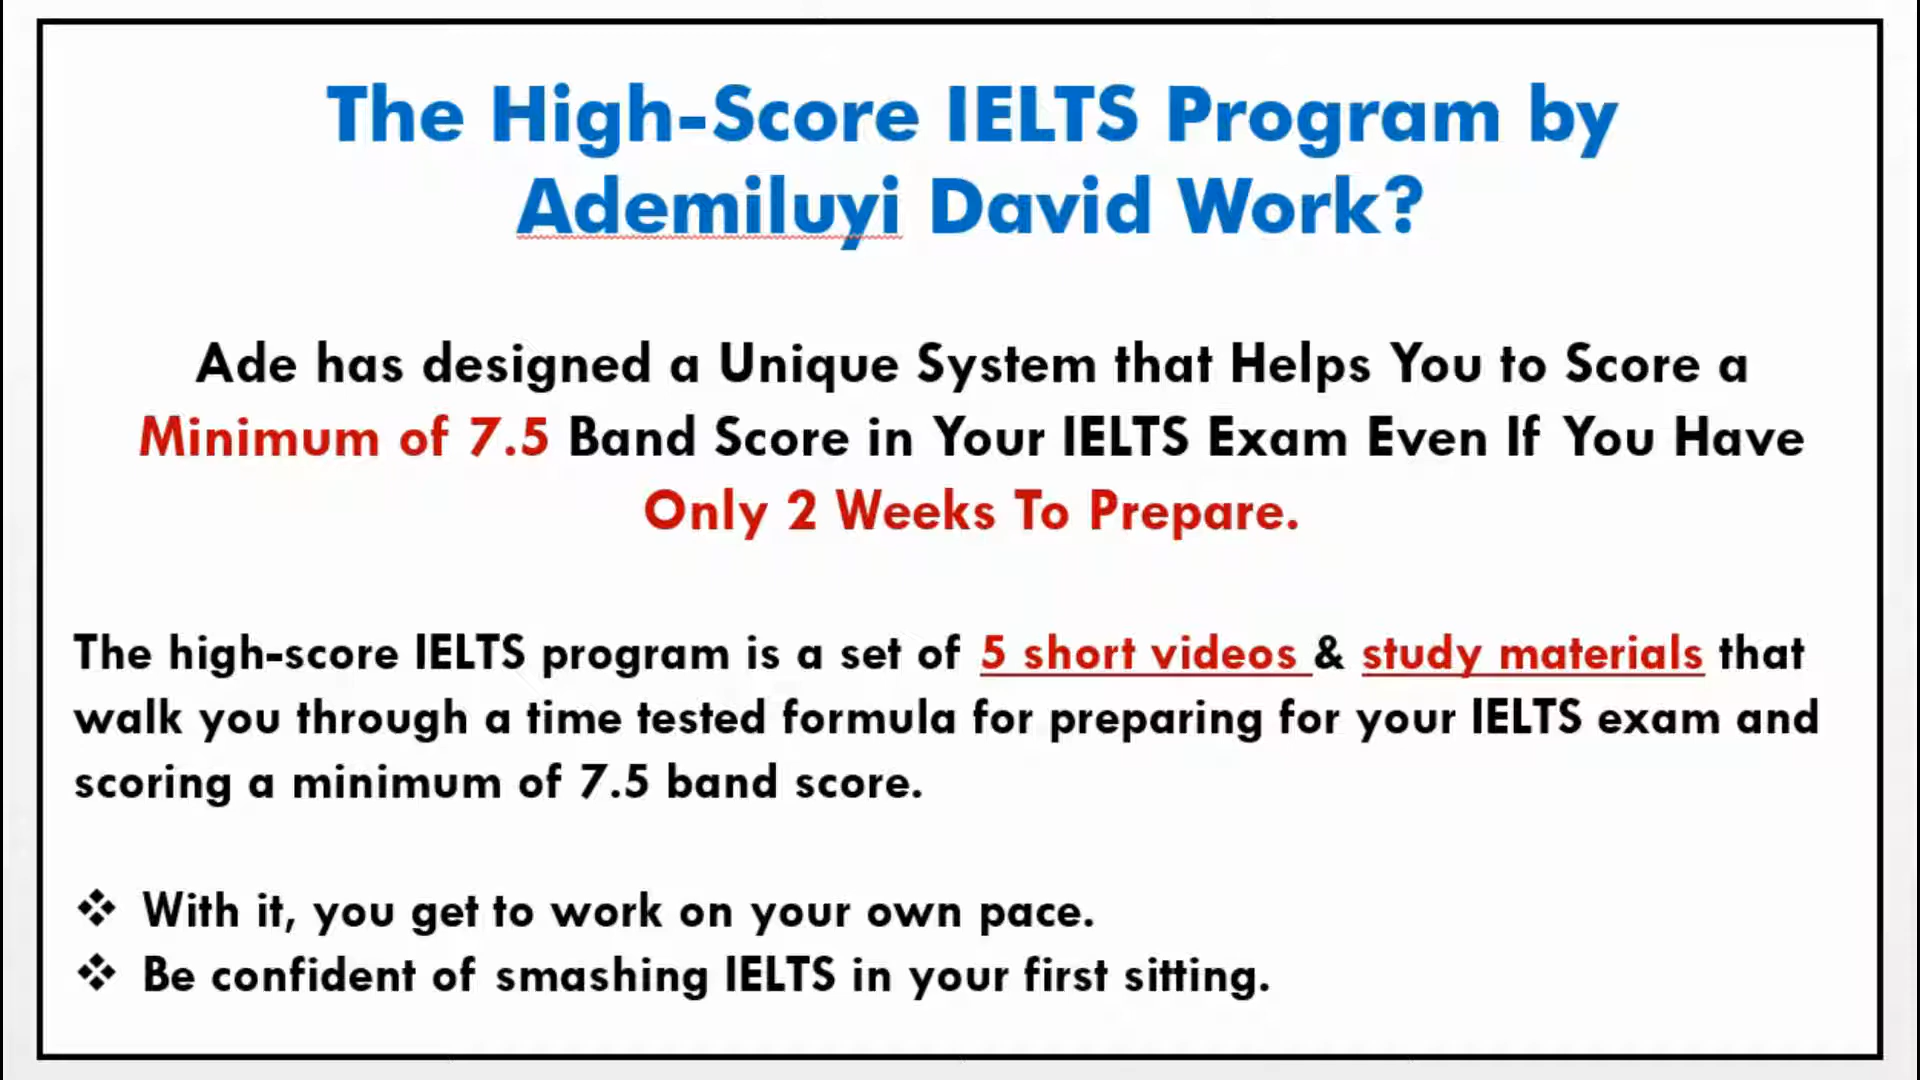 The High-Score IELTS Program by
Ademiluyi David Work?
Ade has designed a Unique System that Helps You to Score a
Minimum of 7.5 Band Score in Your IELTS Exam Even If You Have
Only 2 Weeks To Prepare.
The high-score IELTS program is a set of 5 short videos & study materials that
walk you through a time tested formula for preparing for your IELTS exam and
scoring a minimum of 7.5 band score.
❖ With it, you get to work on your own pace.
❖ Be confident of smashing IELTS in your first sitting.